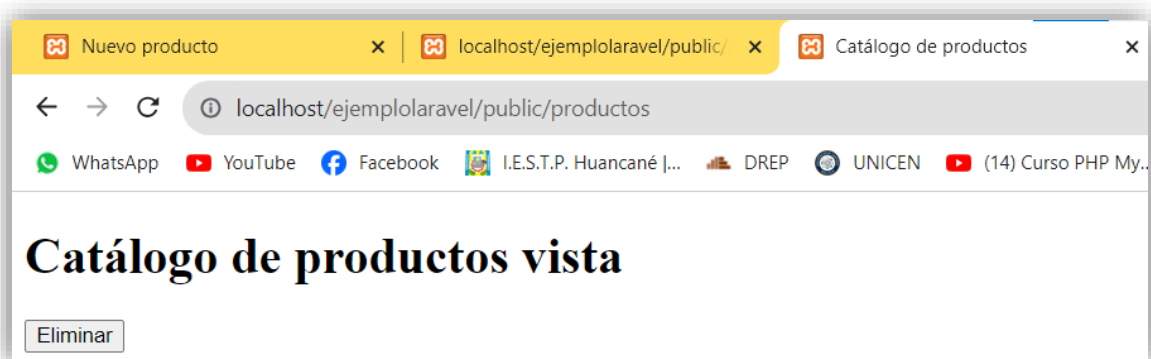 Nuevo producto localhost/ejemplolaravel/public/ Catálogo de productos
localhost/ejemplolaravel/public/productos
WhatsApp YouTube Facebook I.E.S.T.P. Huancané |... DREP UNICEN (14) Curso PHP My...
Catálogo de productos vista
Eliminar